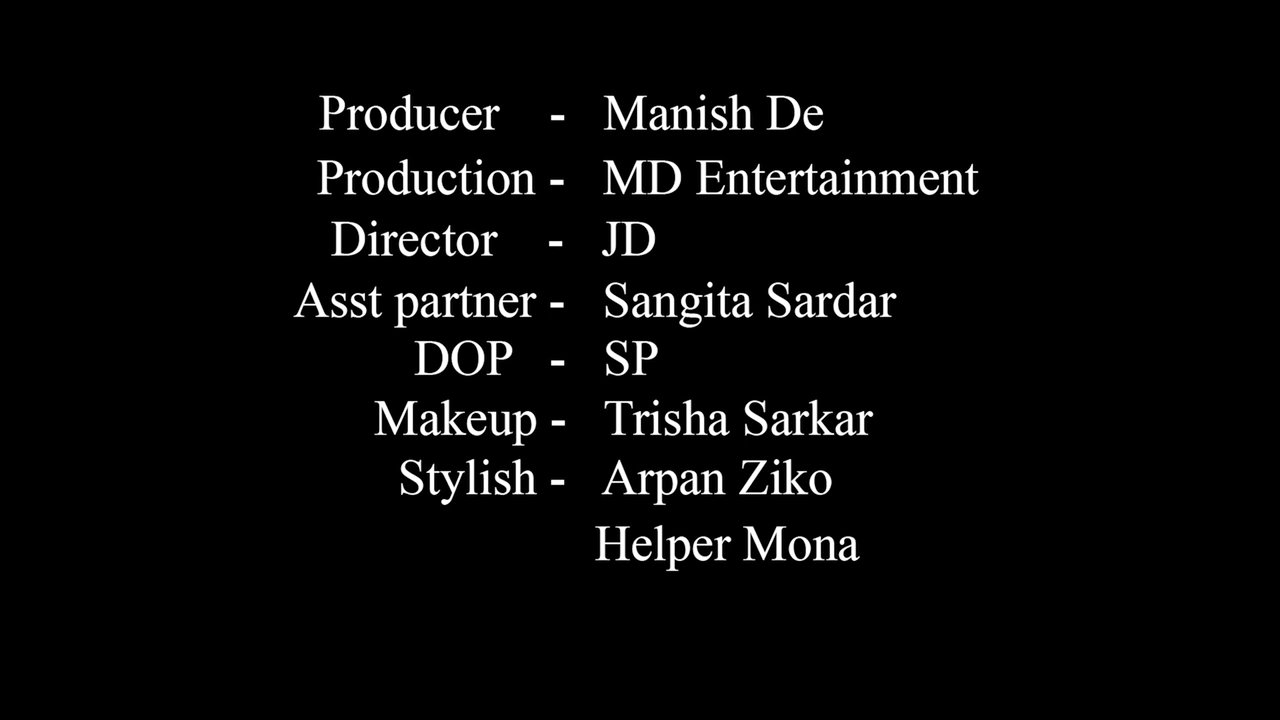 Producer - Manish De
Production - MD Entertainment
Director - JD
Asst partner - Sangita Sardar
DOP - SP
Makeup - Trisha Sarkar
Stylish - Arpan Ziko
Helper Mona